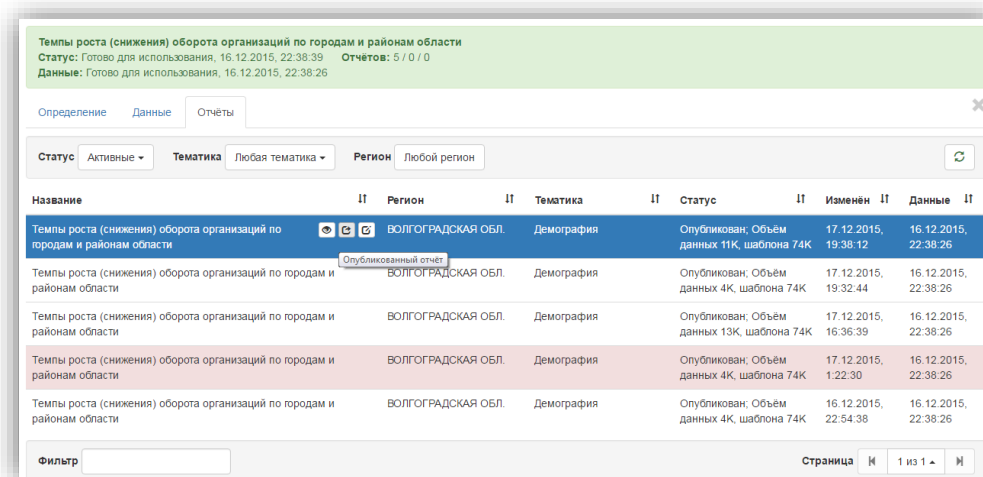 Темпы роста (снижения) оборота организаций по городам и районам области
Статус: Готово для использования, 16.12.2015, 22:38:39 Отчётов: 5 / 0 / 0
Данные: Готово для использования, 16.12.2015, 22:38:26
Определение Данные Отчёты
Статус Активные Тематика Любая тематика Регион Любой регион
Название Регион Тематика Статус Изменён Данные
Темпы роста (снижения) оборота организаций по ВОЛГОГРАДСКАЯ ОБЛ. Демография Опубликован; Объём 17.12.2015, 16.12.2015,
городам и районам области данных 11K, шаблона 74K 19:38:12 22:38:26
Опубликованный отчёт
Темпы роста (снижения) оборота организаций по городам и ВОЛГОГРАДСКАЯ ОБЛ. Демография Опубликован; Объём 17.12.2015, 16.12.2015,
районам области данных 4K, шаблона 74K 19:32:44 22:38:26
Темпы роста (снижения) оборота организаций по городам и ВОЛГОГРАДСКАЯ ОБЛ. Демография Опубликован; Объём 17.12.2015, 16.12.2015,
районам области данных 13K, шаблона 74K 16:36:39 22:38:26
Темпы роста (снижения) оборота организаций по городам и ВОЛГОГРАДСКАЯ ОБЛ. Демография Опубликован; Объём 17.12.2015, 16.12.2015,
районам области данных 4K, шаблона 74K 1:22:30 22:38:26
Темпы роста (снижения) оборота организаций по городам и ВОЛГОГРАДСКАЯ ОБЛ. Демография Опубликован; Объём 16.12.2015, 16.12.2015,
районам области данных 4K, шаблона 74K 22:54:38 22:38:26
Фильтр Страница 1 из 1